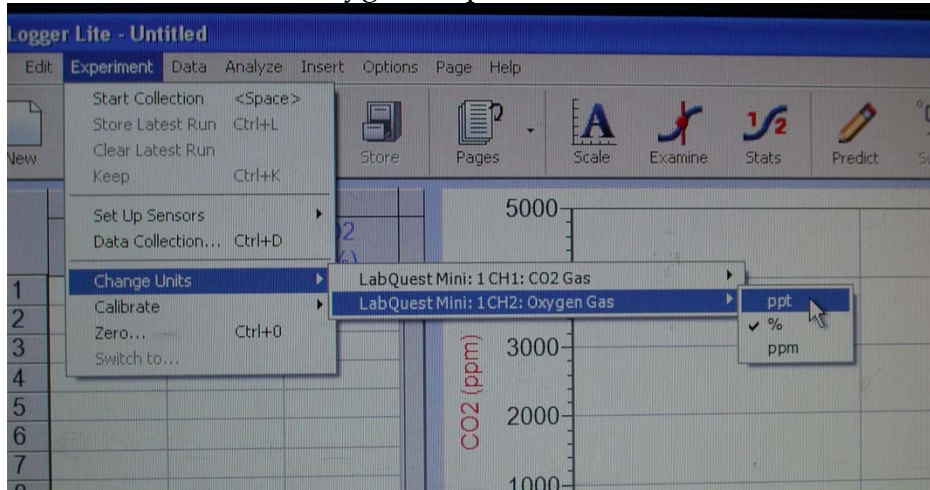 Logger Lite - Untitled
Edit Experiment Data Analyze Insert Options Page Help
New
Store
Pages
Scale
Examine
Stats
Predict
Start Collection <Space>
Store Latest Run Ctrl+L
Clear Latest Run
Keep Ctrl+K
Set Up Sensors
Data Collection... Ctrl+D
Change Units
Calibrate
Zero... Ctrl+0
Switch to...
LabQuest Mini: 1 CH1: CO2 Gas
LabQuest Mini: 1 CH2: Oxygen Gas
ppt
%
ppm
1
2
3
4
5
6
7
5000
3000
2000
1000
CO2 (ppm)